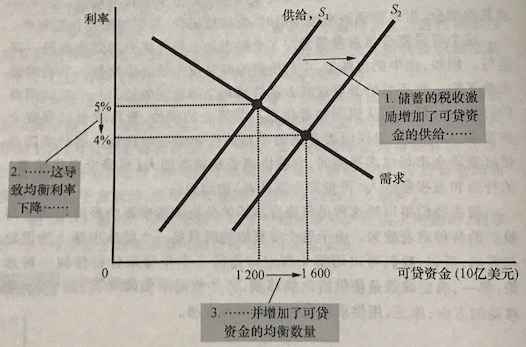 利率
供给，S₁
S₂
1. 储蓄的税收激
励增加了可贷资
金的供给……
5%
4%
2. ……这导
致均衡利率
下降……
需求
0
1 200
1 600
可贷资金 (10亿美元)
3. ……并增加了可贷
资金的均衡数量